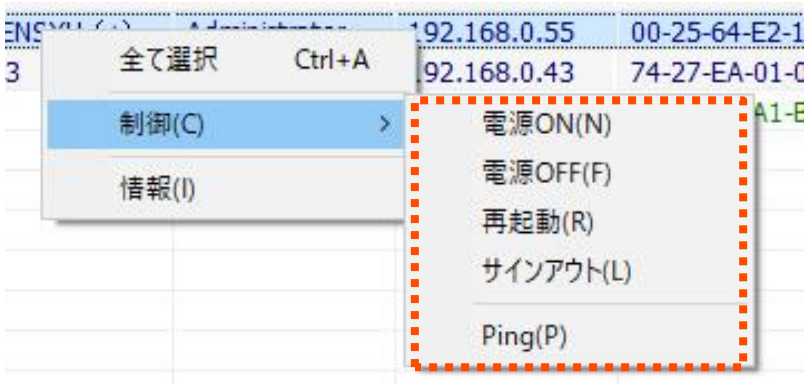 192.168.0.55 00-25-64-E2-1
全て選択 Ctrl+A
3 92.168.0.43 74-27-EA-01-0
制御(C) >
電源ON(N) A1-E
電源OFF(F)
情報(I)
再起動(R)
サインアウト(L)
Ping(P)